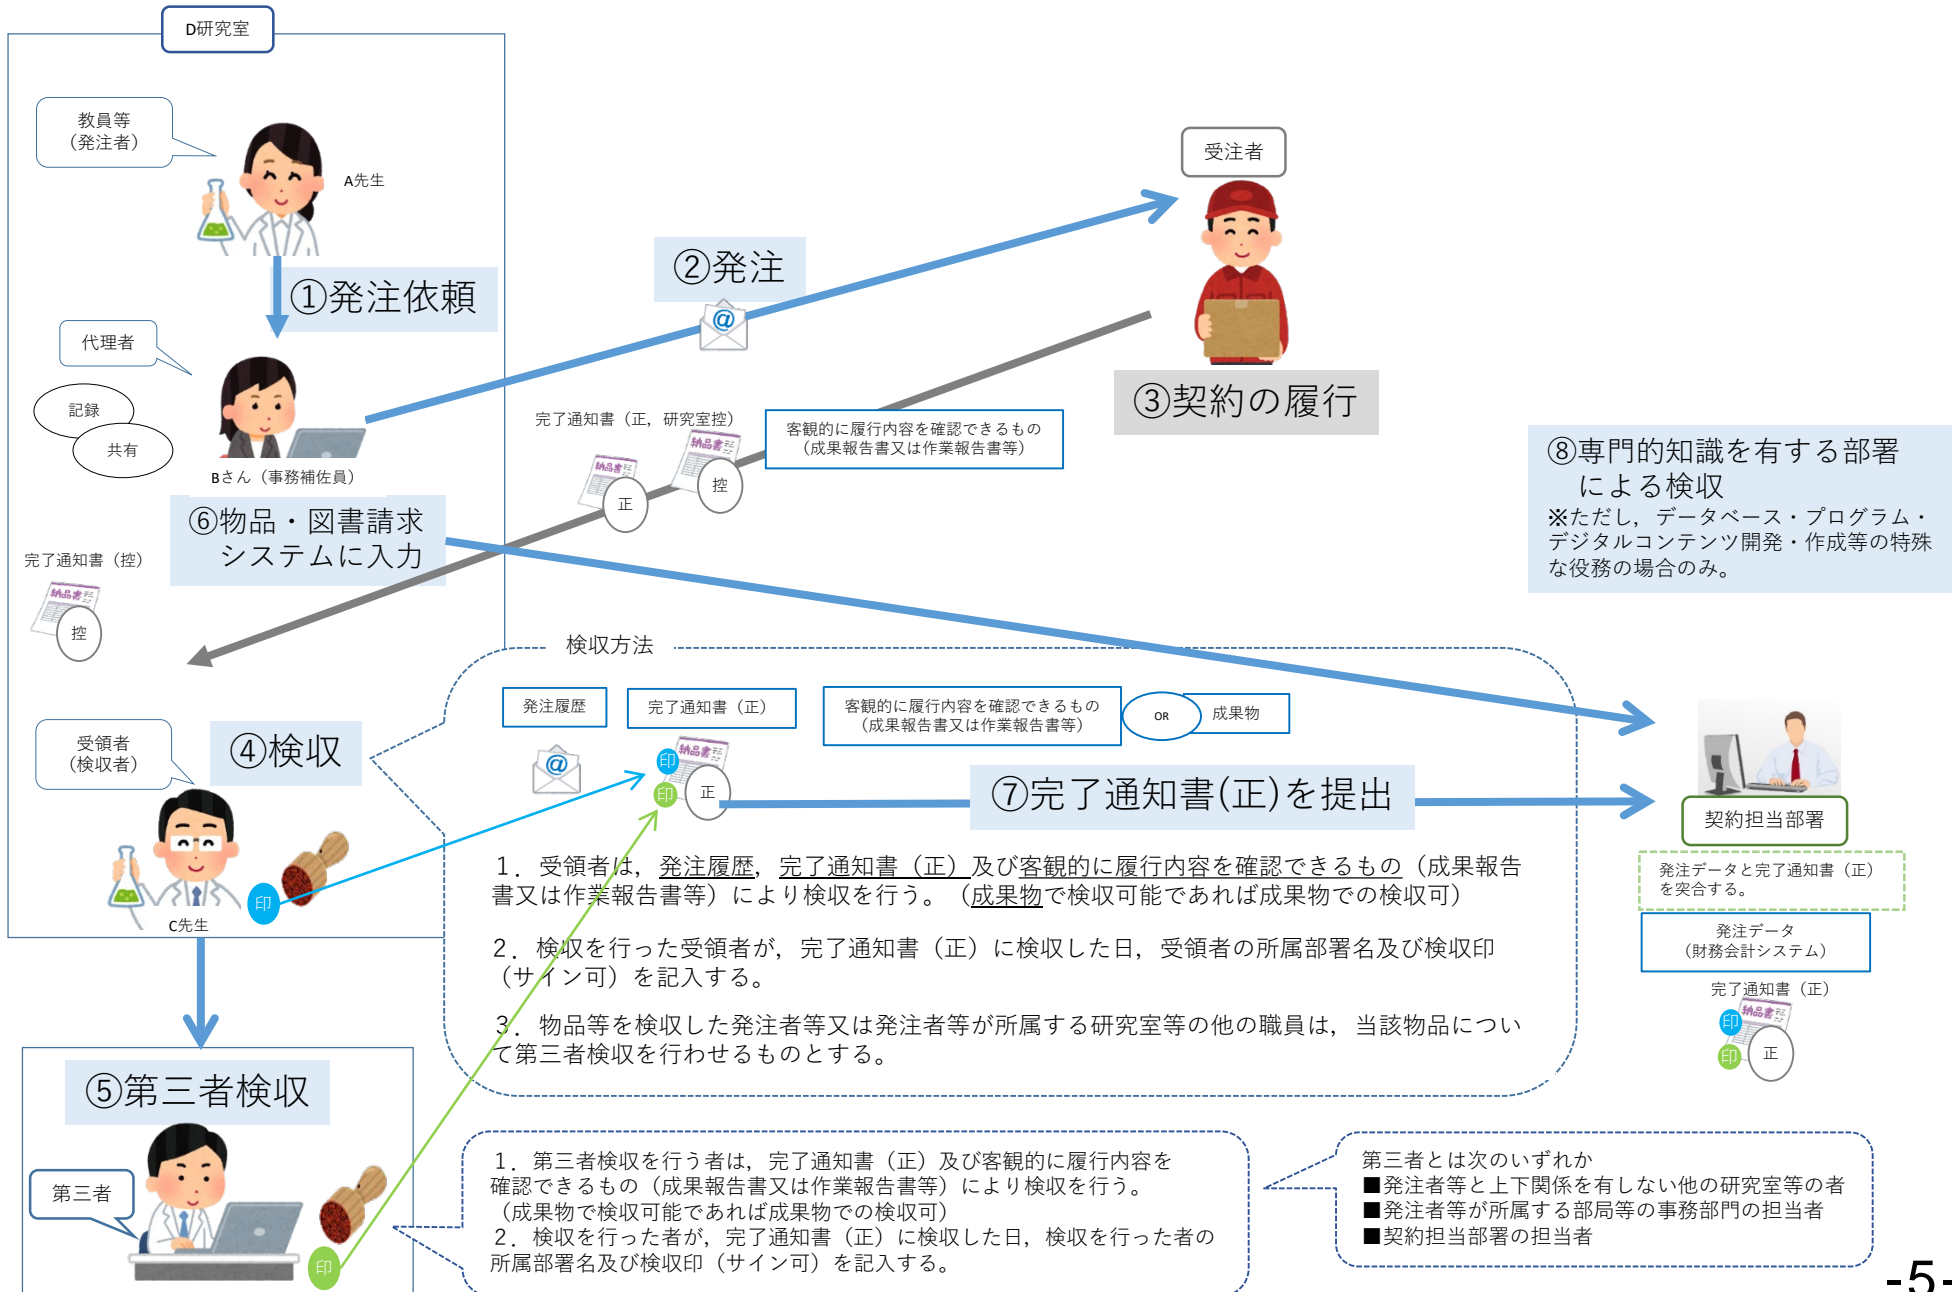 D研究室
教員等
（発注者）
A先生
①発注依頼
代理者
記録
共有
Bさん（事務補佐員）
②発注
@
受注者
③契約の履行
完了通知書（正，研究室控）
納品書
正
納品書
控
客観的に履行内容を確認できるもの
（成果報告書又は作業報告書等）
⑥物品・図書請求
システムに入力
完了通知書（控）
納品書
控
⑧専門的知識を有する部署
による検収
※ただし，データベース・プログラム・
デジタルコンテンツ開発・作成等の特殊
な役務の場合のみ。
検収方法
発注履歴
@
完了通知書（正）
納品書
印
印
正
客観的に履行内容を確認できるもの
（成果報告書又は作業報告書等）
OR
成果物
受領者
（検収者）
④検収
C先生
印
⑦完了通知書(正)を提出
契約担当部署
発注データと完了通知書（正）
を突合する。
発注データ
（財務会計システム）
完了通知書（正）
納品書
印
印
正
１．受領者は，発注履歴，完了通知書（正）及び客観的に履行内容を確認できるもの（成果報告
書又は作業報告書等）により検収を行う。（成果物で検収可能であれば成果物での検収可）
２．検収を行った受領者が，完了通知書（正）に検収した日，受領者の所属部署名及び検収印
（サイン可）を記入する。
３．物品等を検収した発注者等又は発注者等が所属する研究室等の他の職員は，当該物品につい
て第三者検収を行わせるものとする。
⑤第三者検収
第三者
印
１．第三者検収を行う者は，完了通知書（正）及び客観的に履行内容を
確認できるもの（成果報告書又は作業報告書等）により検収を行う。
（成果物で検収可能であれば成果物での検収可）
２．検収を行った者が，完了通知書（正）に検収した日，検収を行った者の
所属部署名及び検収印（サイン可）を記入する。
第三者とは次のいずれか
■発注者等と上下関係を有しない他の研究室等の者
■発注者等が所属する部局等の事務部門の担当者
■契約担当部署の担当者
-5-